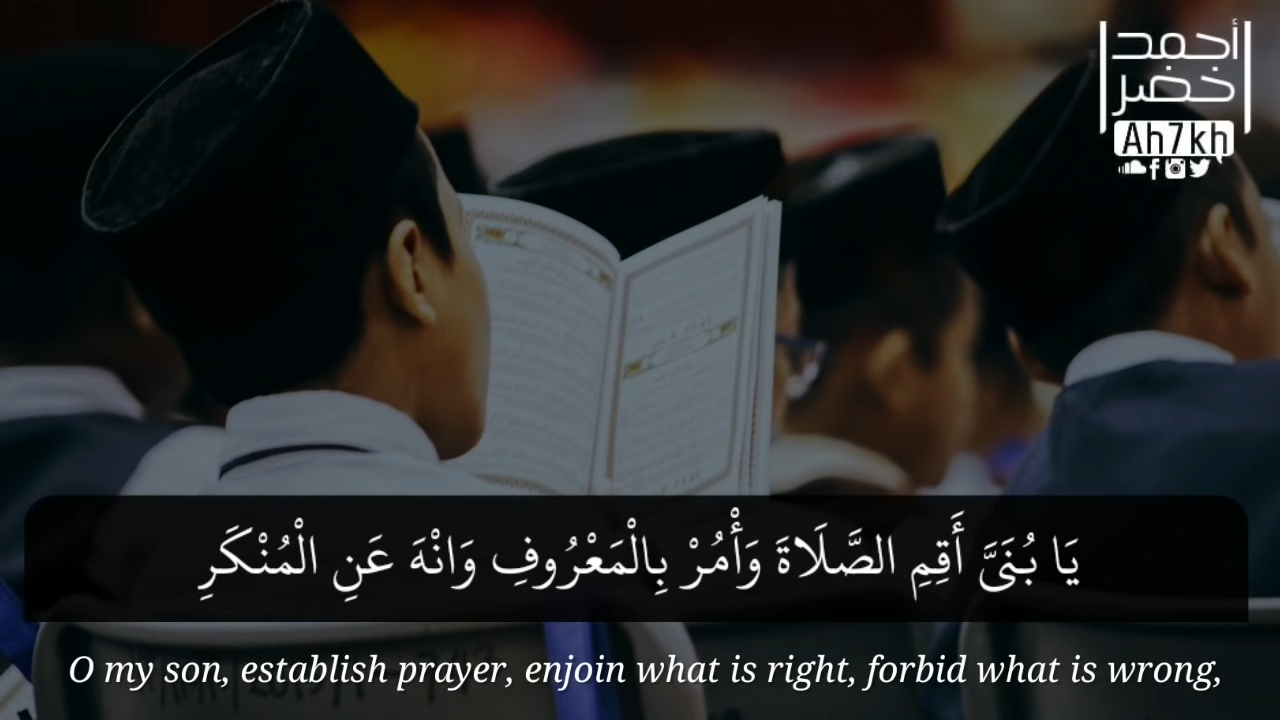 أحمد
خضر
Ah7kh
يَا بُنَىَّ أَقِمِ الصَّلَاةَ وَأْمُرْ بِالْمَعْرُوفِ وَانْهَ عَنِ الْمُنْكَرِ
O my son, establish prayer, enjoin what is right, forbid what is wrong,